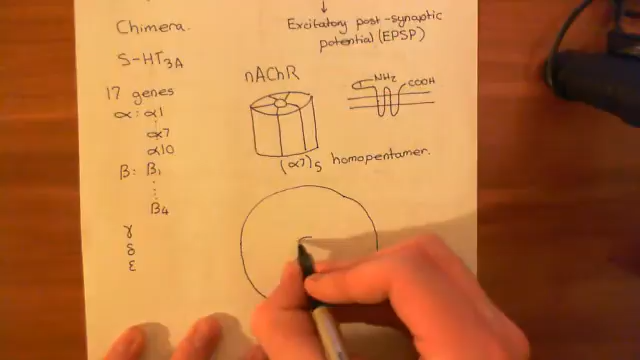 Chimera.
5-HT3A
17 genes
α: α1
α7
α10
β: β1
β4
γ
δ
ε
↓
Excitatory post-synaptic
potential (EPSP)
nAChR
NH2
COOH
(α7)5 homopentamer.